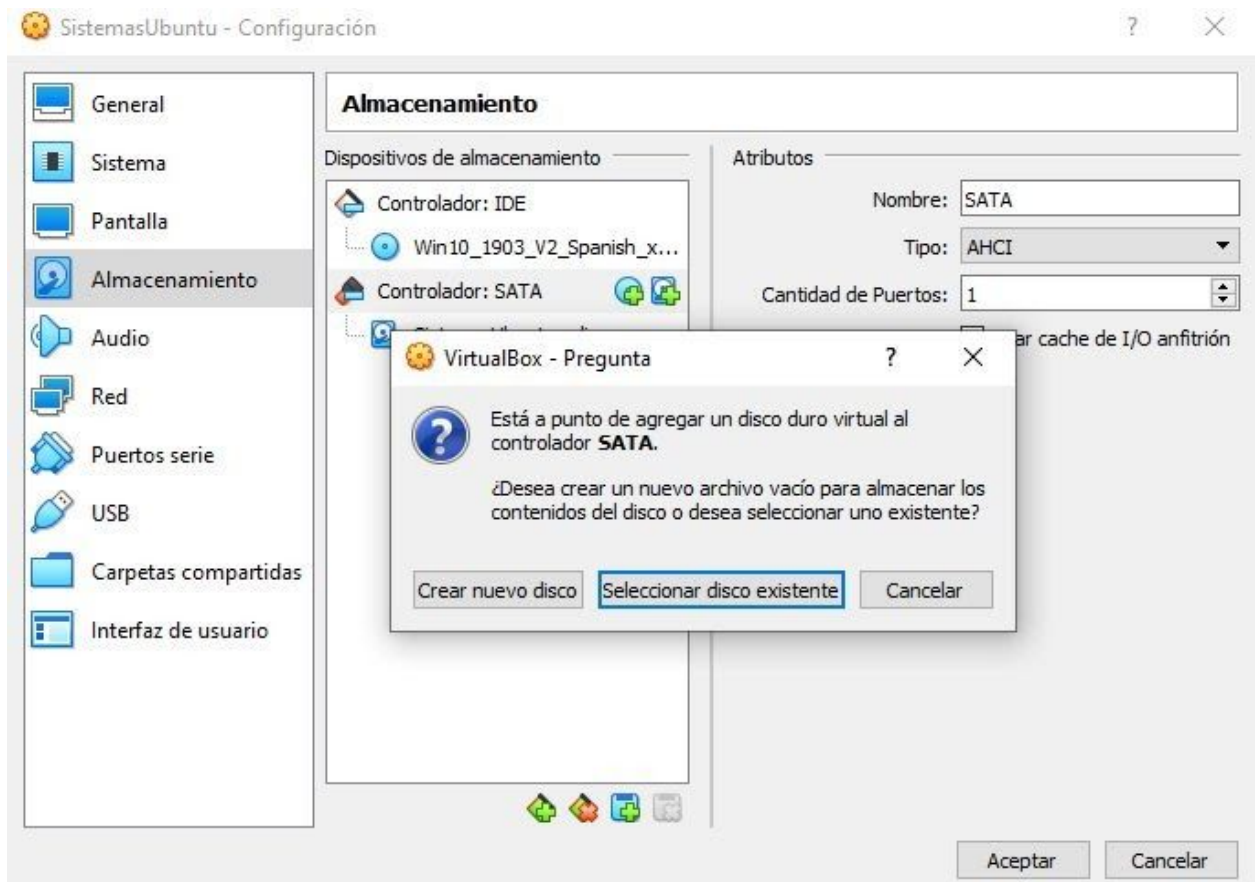 SistemasUbuntu - Configuración
?
General
Sistema
Pantalla
Almacenamiento
Audio
Red
Puertos serie
USB
Carpetas compartidas
Interfaz de usuario
Almacenamiento
Dispositivos de almacenamiento
Controlador: IDE
Win10_1903_V2_Spanish_x...
Controlador: SATA
Atributos
Nombre: SATA
Tipo: AHCI
Cantidad de Puertos: 1
cache de I/O anfitrión
VirtualBox - Pregunta
?
Está a punto de agregar un disco duro virtual al
controlador SATA.
¿Desea crear un nuevo archivo vacío para almacenar los
contenidos del disco o desea seleccionar uno existente?
Crear nuevo disco
Seleccionar disco existente
Cancelar
Aceptar
Cancelar